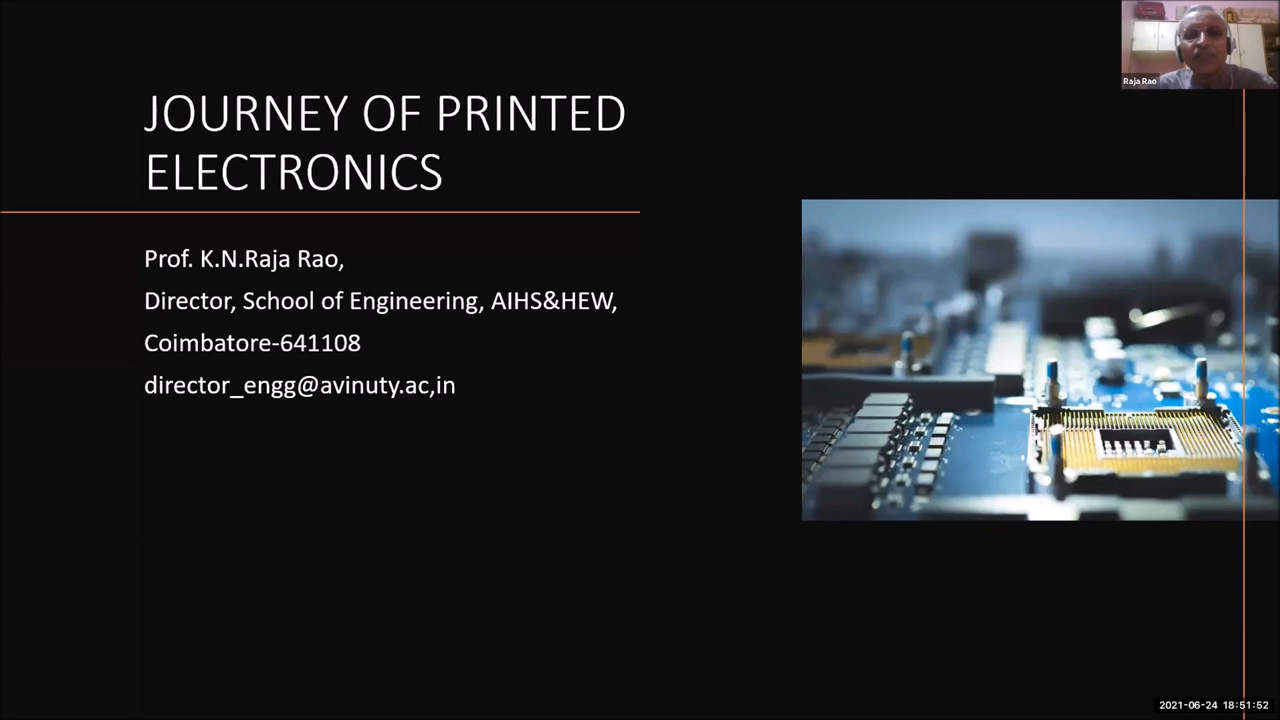 Raja Rao
JOURNEY OF PRINTED
ELECTRONICS
Prof. K.N.Raja Rao,
Director, School of Engineering, AIHS&HEW,
Coimbatore-641108
director_engg@avinuty.ac,in
2021-06-24 18:51:52